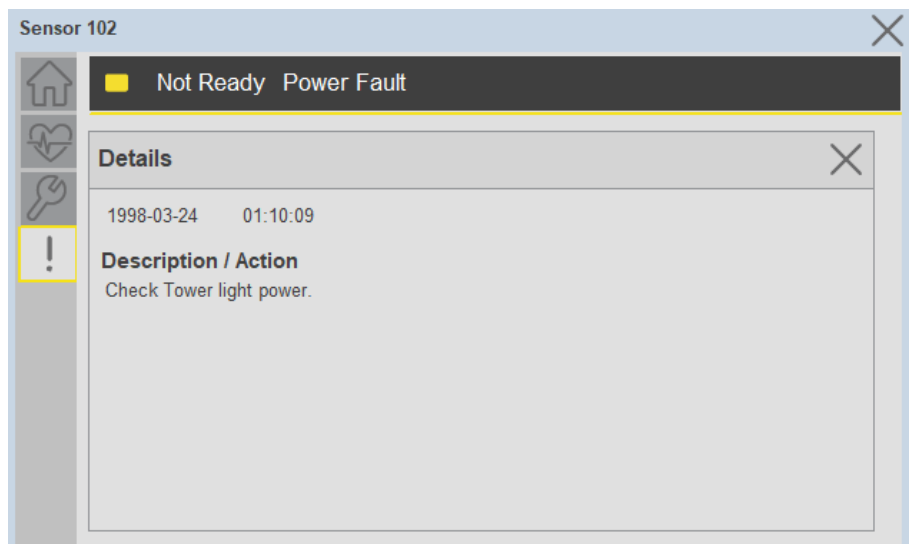 Sensor 102
Not Ready Power Fault
Details
1998-03-24 01:10:09
Description / Action
Check Tower light power.